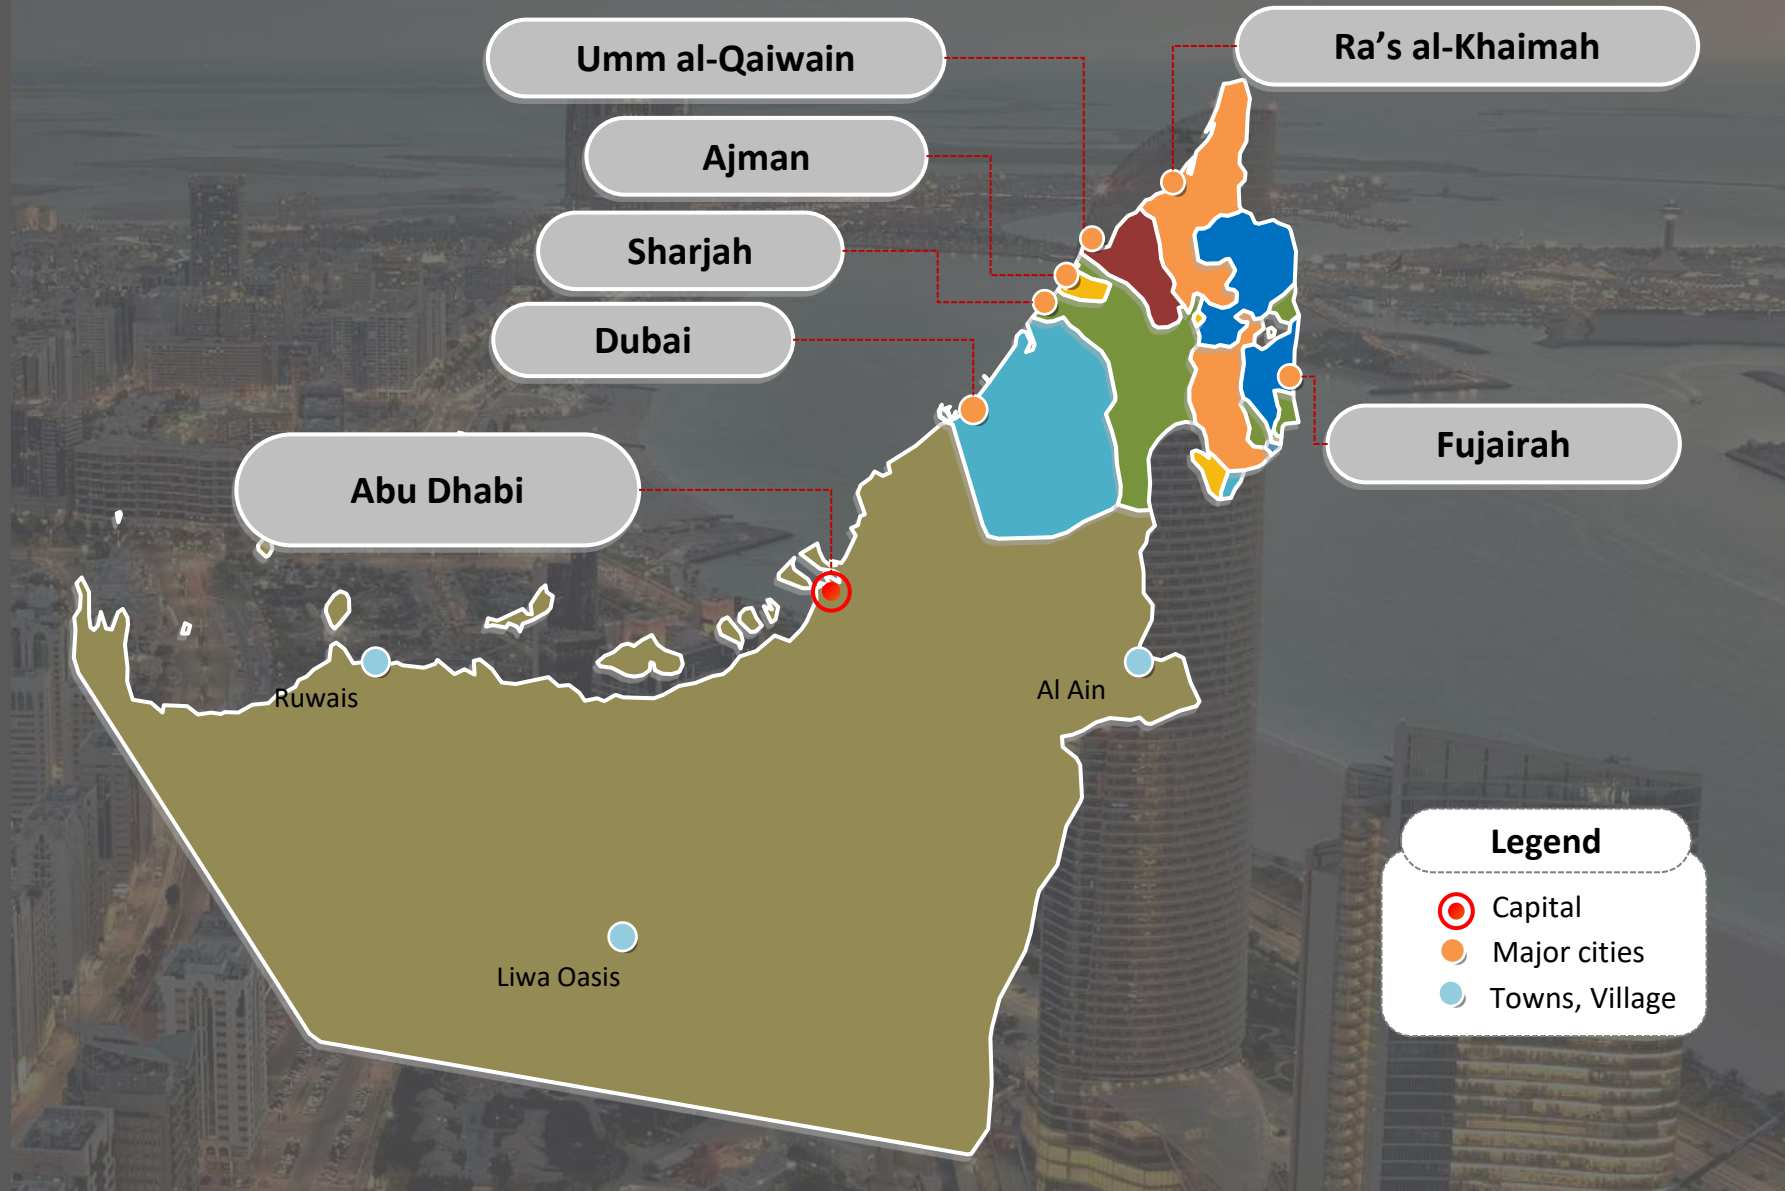 Umm al-Qaiwain
Ra’s al-Khaimah
Ajman
Sharjah
Dubai
Abu Dhabi
Fujairah
Ruwais
Al Ain
Liwa Oasis
Legend
Capital
Major cities
Towns, Village